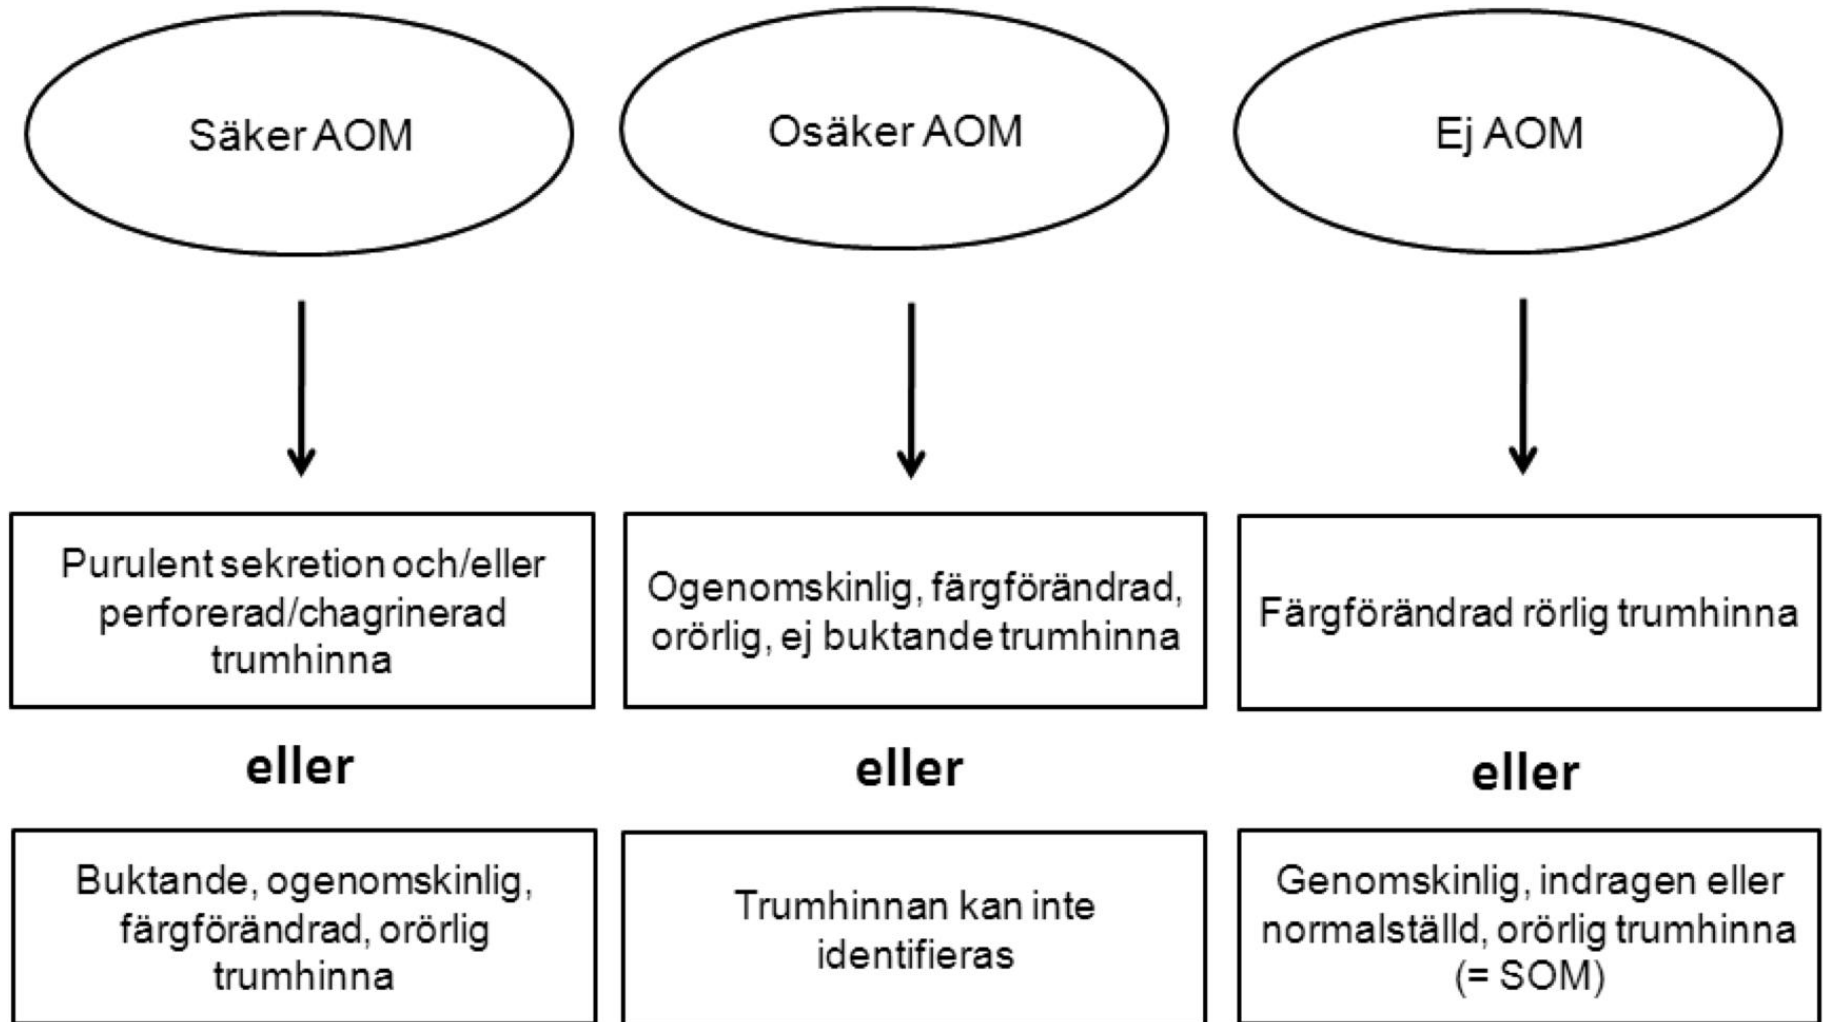 Säker AOM
Osäker AOM
Ej AOM
Purulent sekretion och/eller
perforerad/chagrinerad
trumhinna
Ogenomskinlig, färgförändrad,
orörlig, ej buktande trumhinna
Färgförändrad rörlig trumhinna
eller
eller
eller
Buktande, ogenomskinlig,
färgförändrad, orörlig
trumhinna
Trumhinnan kan inte
identifieras
Genomskinlig, indragen eller
normalställd, orörlig trumhinna
(= SOM)